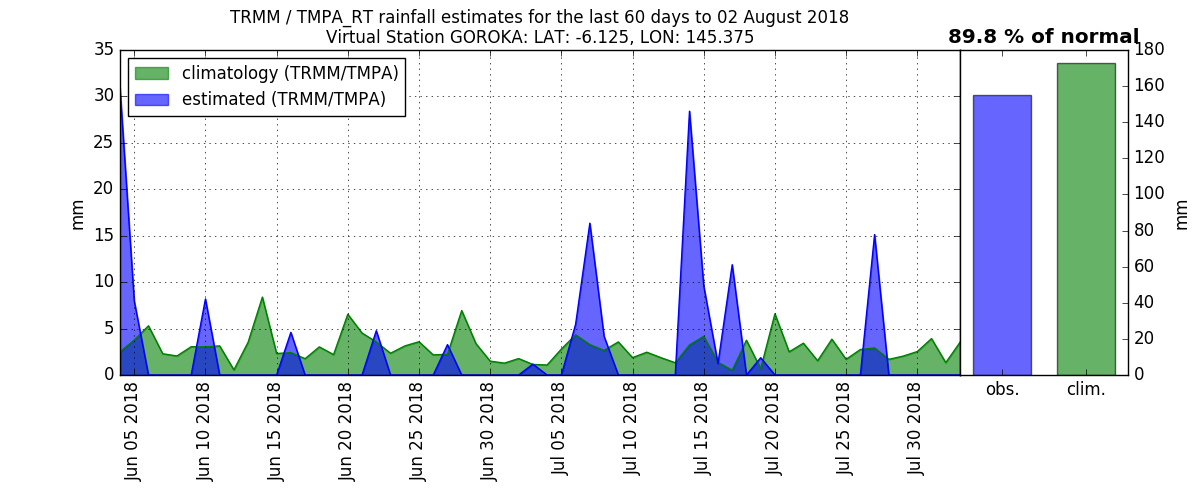 TRMM / TMPA_RT rainfall estimates for the last 60 days to 02 August 2018
Virtual Station GOROKA: LAT: -6.125, LON: 145.375
89.8 % of normal
climatology (TRMM/TMPA)
estimated (TRMM/TMPA)
35
30
25
20
15
10
5
0
mm
Jun 05 2018
Jun 10 2018
Jun 15 2018
Jun 20 2018
Jun 25 2018
Jun 30 2018
Jul 05 2018
Jul 10 2018
Jul 15 2018
Jul 20 2018
Jul 25 2018
Jul 30 2018
obs.
clim.
180
160
140
120
100
80
60
40
20
0
mm